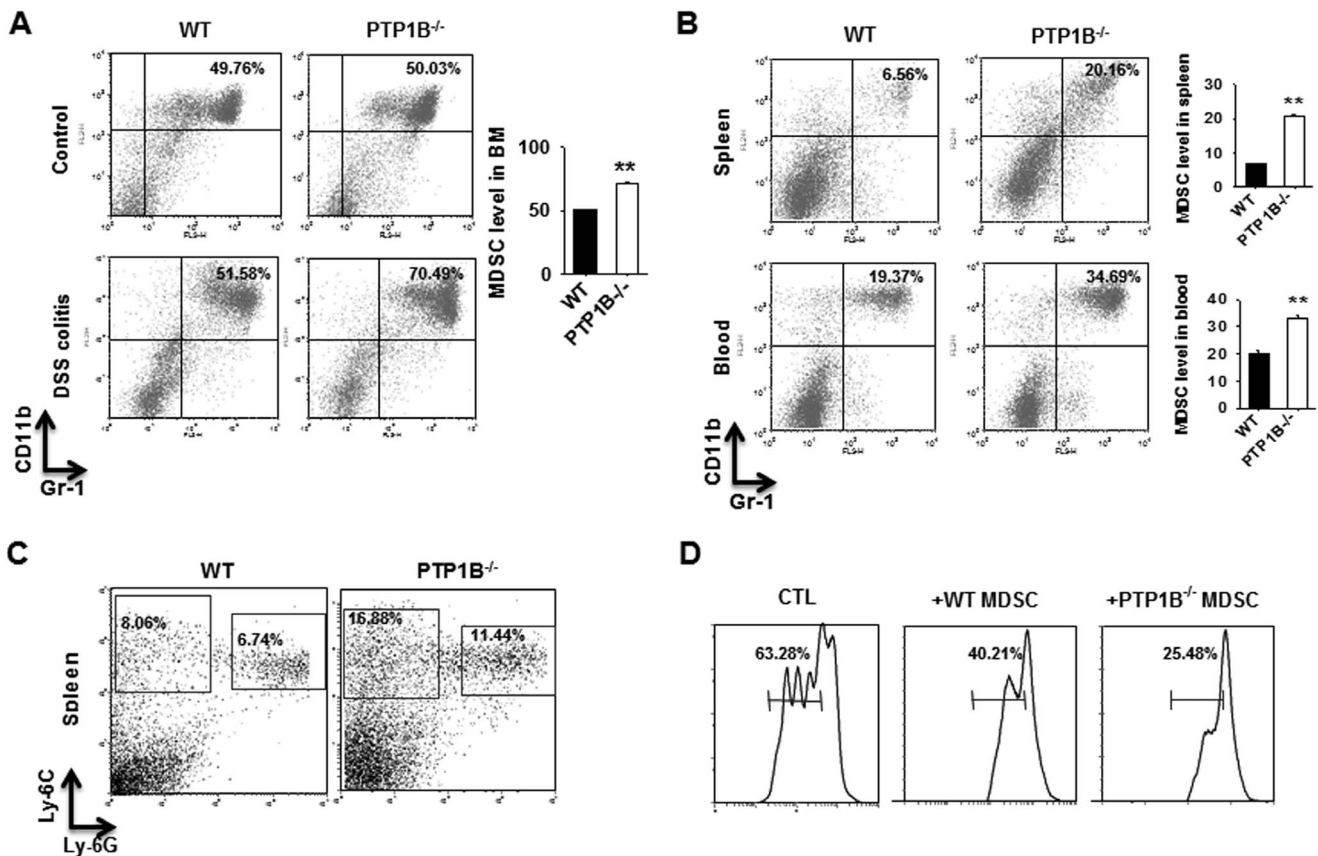 A
WT
PTP1B-/-
Control
49.76%
50.03%
FL2-H
FL3-H
DSS colitis
51.58%
70.49%
CD11b
Gr-1
MDSC level in BM
100
50
0
**
WT
PTP1B-/-
B
WT
PTP1B-/-
Spleen
6.56%
20.16%
MDSC level in spleen
30
20
10
0
**
WT
PTP1B-/-
Blood
19.37%
34.69%
MDSC level in blood
40
30
20
10
0
**
WT
PTP1B-/-
CD11b
Gr-1
C
WT
PTP1B-/-
Spleen
8.06%
6.74%
16.88%
11.44%
Ly-6C
Ly-6G
D
CTL
+WT MDSC
+PTP1B-/- MDSC
63.28%
40.21%
25.48%